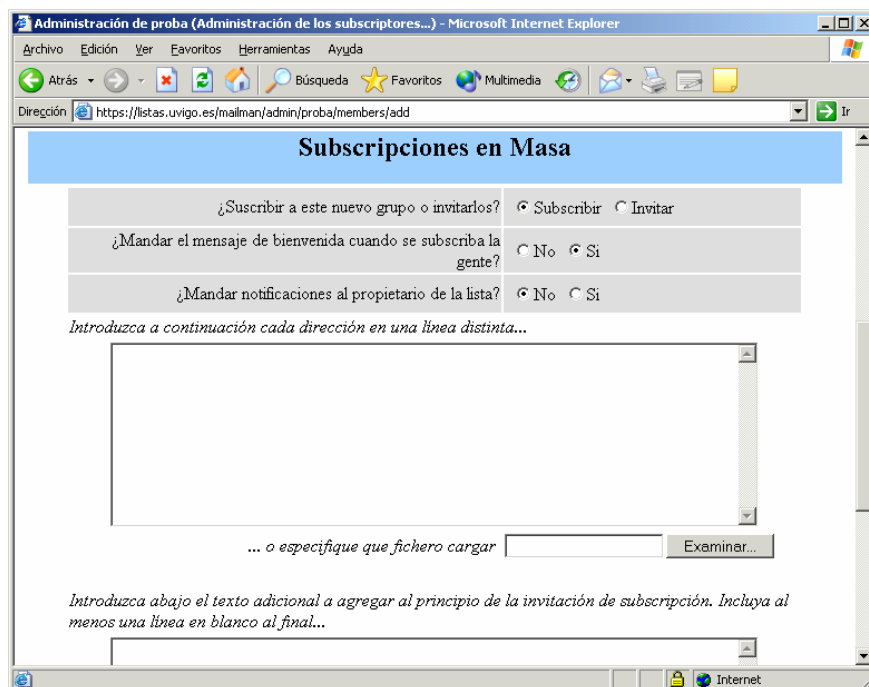 Administración de proba (Administración de los subscriptores...) - Microsoft Internet Explorer
Archivo Edición Ver Favoritos Herramientas Ayuda
Atrás Búsqueda Favoritos Multimedia
Dirección https://listas.uvigo.es/mailman/admin/proba/members/add Ir
Subscripciones en Masa
¿Suscribir a este nuevo grupo o invitarlos? Subscribir Invitar
¿Mandar el mensaje de bienvenida cuando se subscriba la
gente? No Si
¿Mandar notificaciones al propietario de la lista? No Si
Introduzca a continuación cada dirección en una línea distinta...
... o especifique que fichero cargar Examinar...
Introduzca abajo el texto adicional a agregar al principio de la invitación de subscripción. Incluya al
menos una línea en blanco al final...
Internet